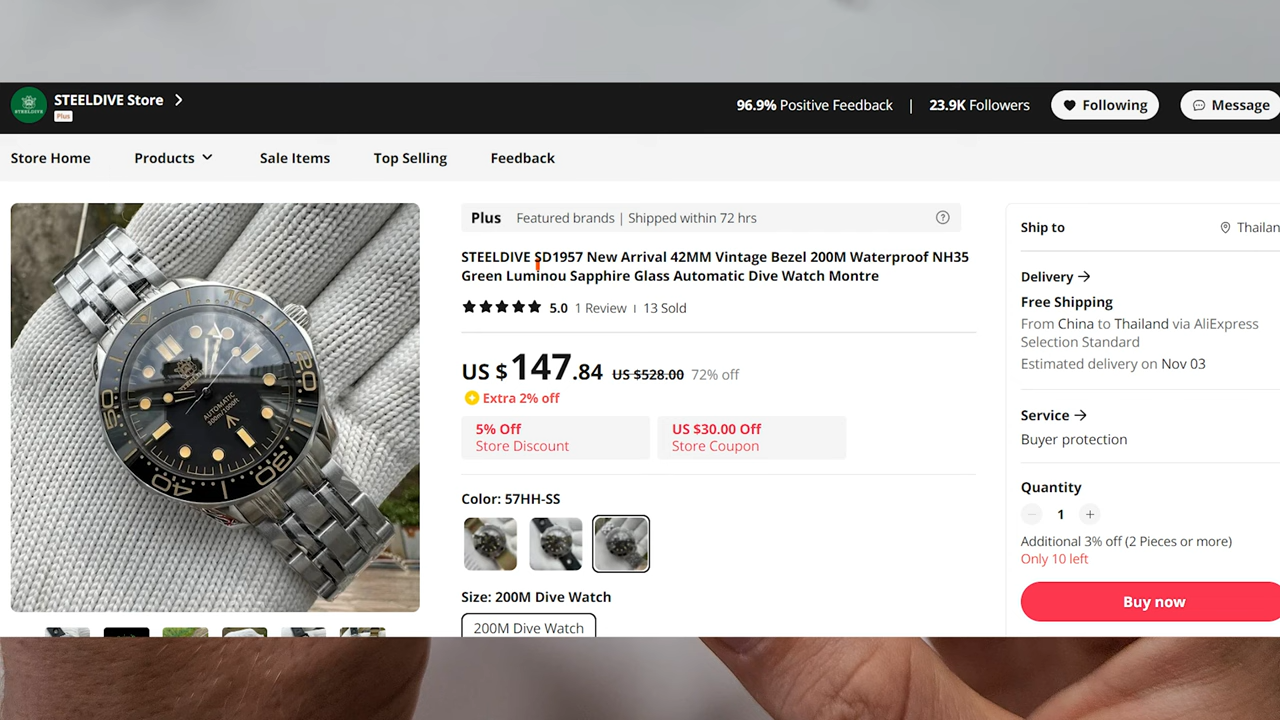 STEELDIVE Store
Plus
96.9% Positive Feedback | 23.9K Followers
Following
Message
Store Home
Products
Sale Items
Top Selling
Feedback
Plus Featured brands | Shipped within 72 hrs
STEELDIVE SD1957 New Arrival 42MM Vintage Bezel 200M Waterproof NH35
Green Luminou Sapphire Glass Automatic Dive Watch Montre
5.0 1 Review 13 Sold
US $147.84 US $528.00 72% off
Extra 2% off
5% Off
Store Discount
US $30.00 Off
Store Coupon
Color: 57HH-SS
Size: 200M Dive Watch
200M Dive Watch
Ship to
Thailan
Delivery
Free Shipping
From China to Thailand via AliExpress
Selection Standard
Estimated delivery on Nov 03
Service
Buyer protection
Quantity
1
Additional 3% off (2 Pieces or more)
Only 10 left
Buy now
10
20
30
40
50
AUTOMATIC